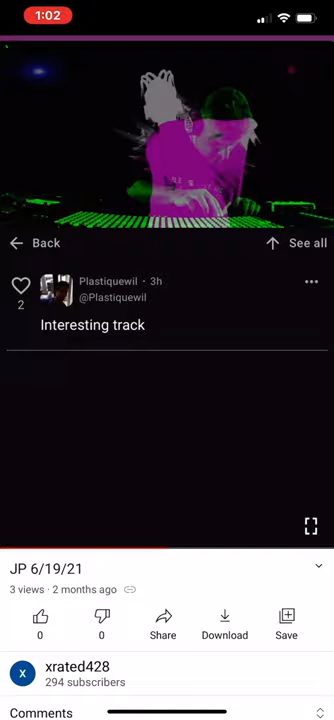 1:02
Back
See all
Plastiquewil · 3h
@Plastiquewil
2
Interesting track
JP 6/19/21
3 views · 2 months ago
0
0
Share
Download
Save
X
xrated428
294 subscribers
Comments